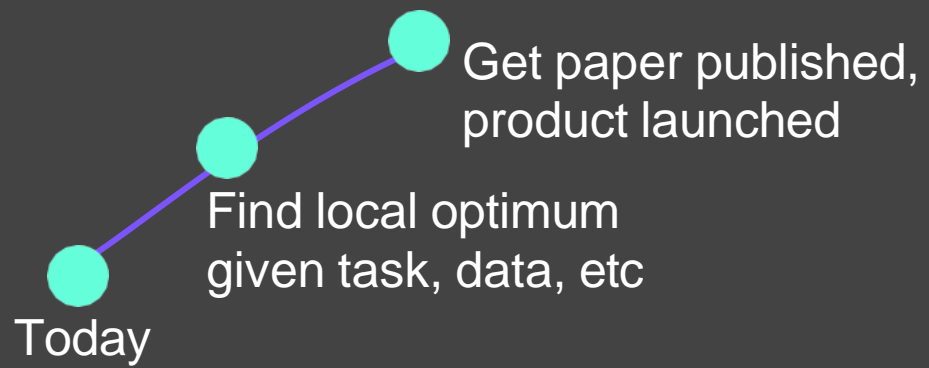 Get paper published,
product launched
Find local optimum
given task, data, etc
Today